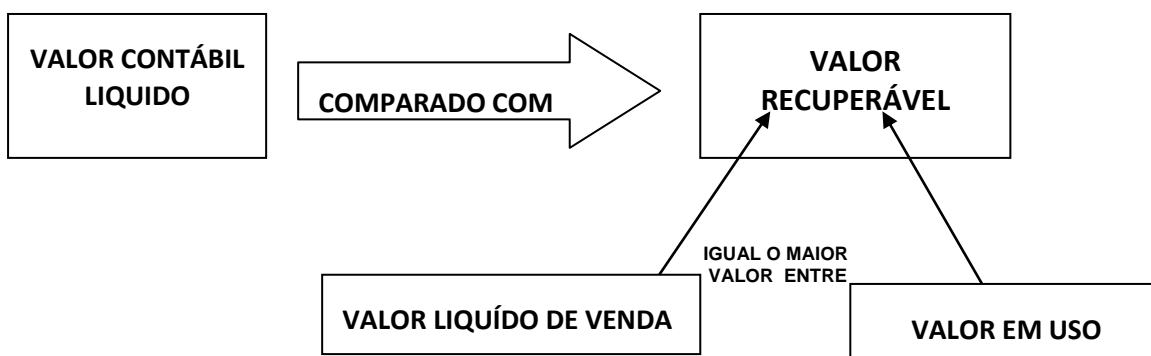 VALOR CONTÁBIL
LIQUIDO
COMPARADO COM
VALOR
RECUPERÁVEL
IGUAL O MAIOR
VALOR ENTRE
VALOR LIQUÍDO DE VENDA
VALOR EM USO